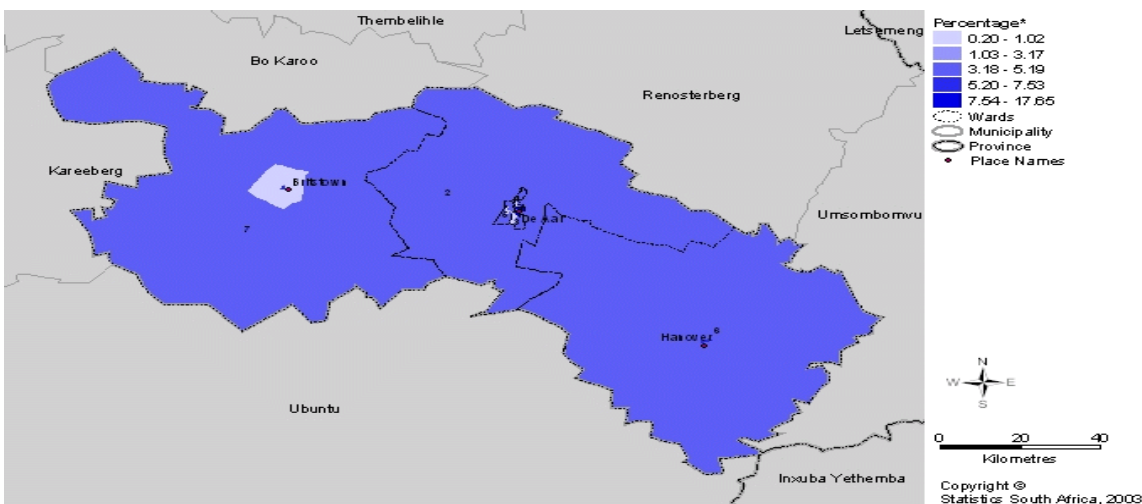 Thembelihle
Letsemeng
Bo Karoo
Renosterberg
Kareeberg
Britstown
2
De Aar
Umsombomvu
7
Hanover
6
Ubuntu
Inxuba Yethemba
Percentage*
0.20 - 1.02
1.03 - 3.17
3.18 - 5.19
5.20 - 7.53
7.54 - 17.65
Wards
Municipality
Province
Place Names
N
W E
S
0 20 40
Kilometres
Copyright ©
Statistics South Africa, 2003